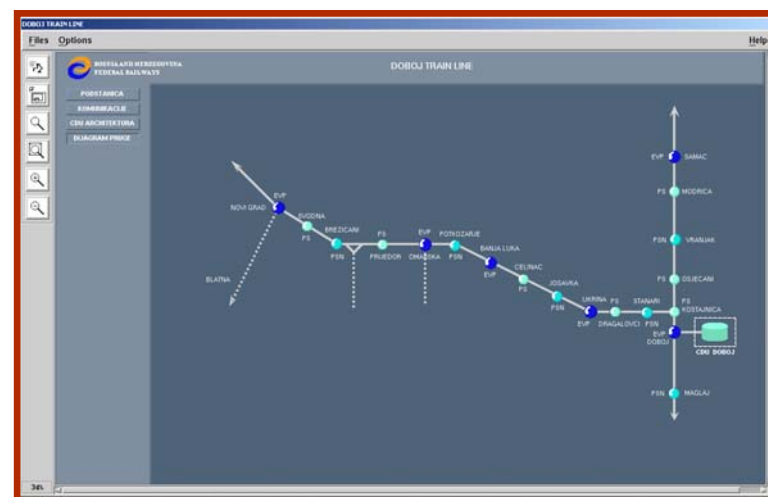 DOBOJ TRAIN LINE
Files Options Help
BOSNIA AND HERZEGOVINA
FEDERAL RAILWAYS
DOBOJ TRAIN LINE
PODSTANICA
KOMUNIKACIJE
CDU ARCHITEKTURA
DIJAGRAM PRUGE
EVP SAMAC
PS MODRICA
EVP
NOVI GRAD
SVODNA
PS
BREZICANI
PSN
PS
PRIJEDOR
EVP
OMARSKA
POTKOZARJE
PSN
PSN VRANJAK
BANJA LUKA
EVP
CELINAC
PS
BLATNA
JOSAVKA
PSN
PS OSJECANI
UKRINA
EVP
PS
DRAGALOVCI
STANARI
PSN
PS
KOSTAJNICA
EVP
DOBOJ
CDU DOBOJ
PSN MAGLAJ
34%